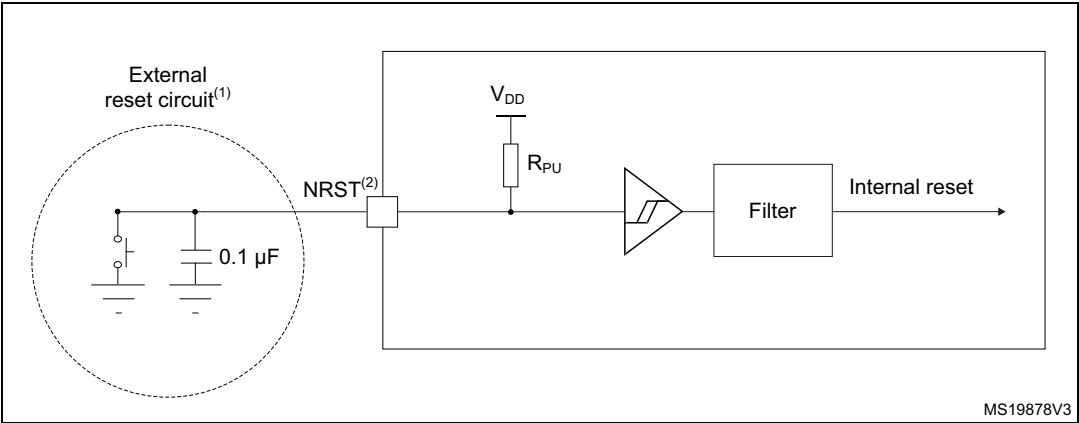 External
reset circuit(1)
VDD
RPU
NRST(2)
Filter
Internal reset
0.1 µF
MS19878V3